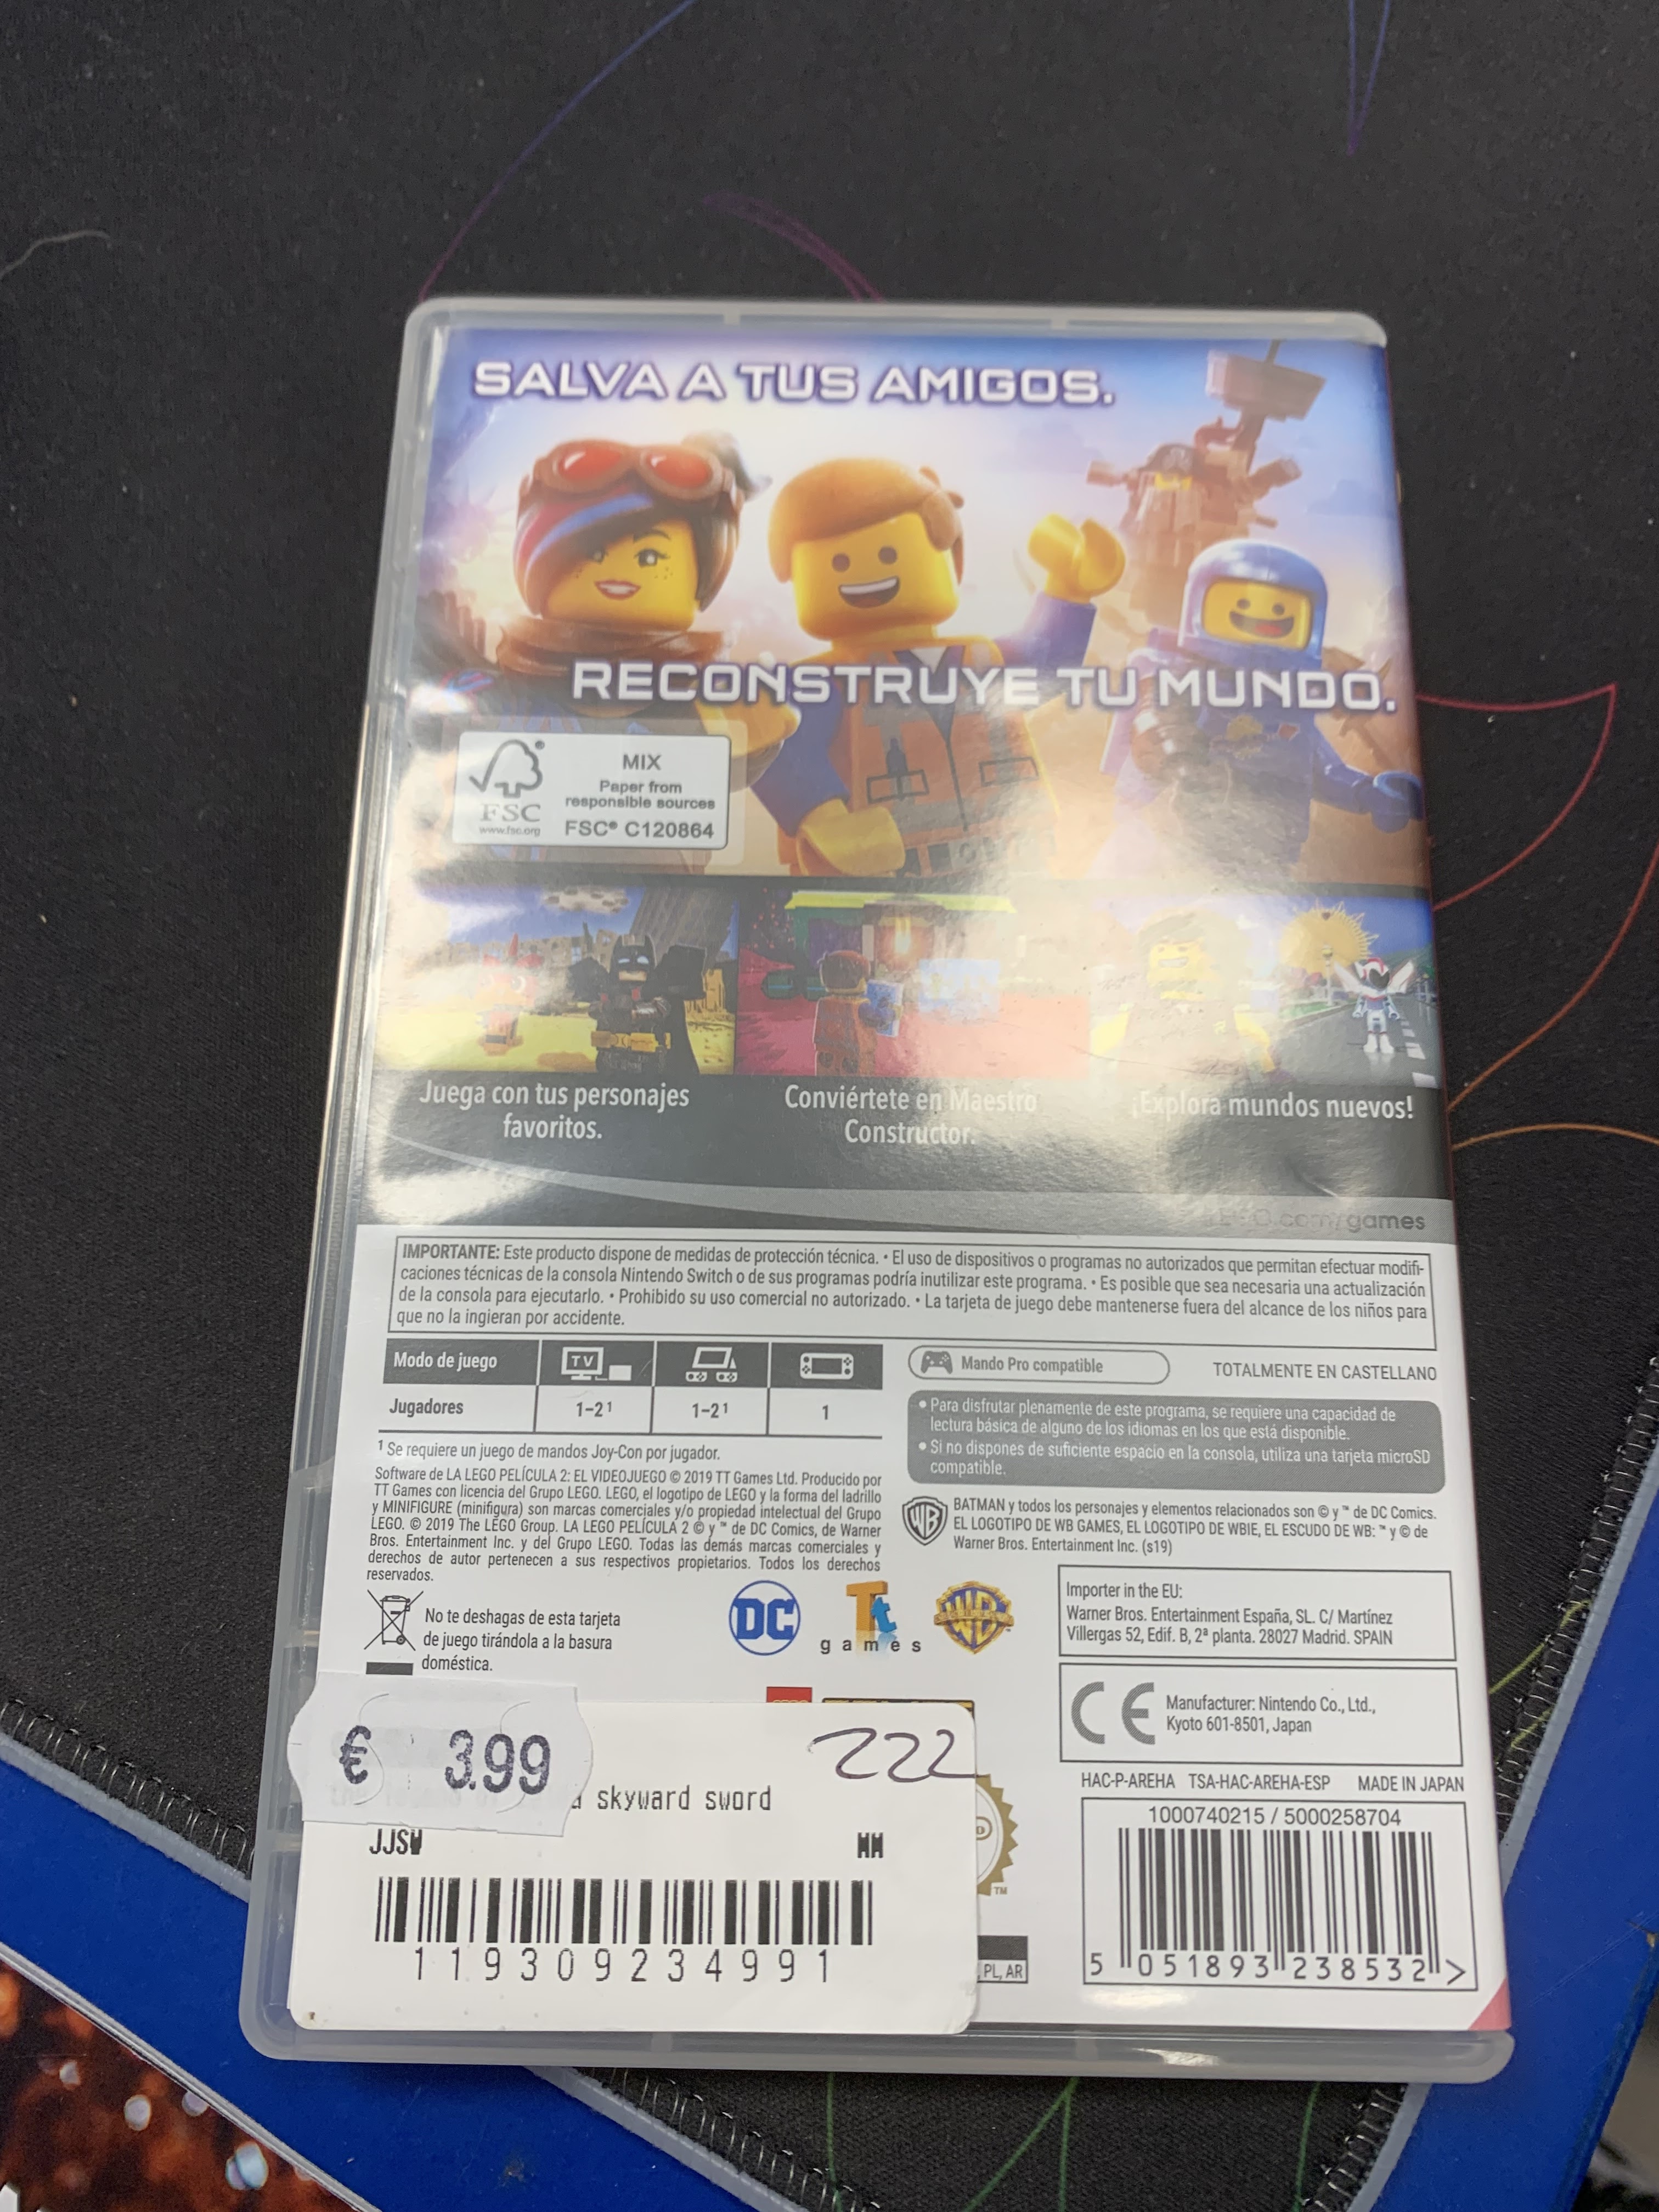 SALVA A TUS AMIGOS.
RECONSTRUYE TU MUNDO.
MIX
Paper from
responsible sources
FSC® C120864
FSC
www.fsc.org
Juega con tus personajes
favoritos.
Conviértete en Maestro
Constructor.
¡Explora mundos nuevos!
LEGO.com/games
IMPORTANTE: Este producto dispone de medidas de protección técnica. • El uso de dispositivos o programas no autorizados que permitan efectuar modifi-
caciones técnicas de la consola Nintendo Switch o de sus programas podría inutilizar este programa. • Es posible que sea necesaria una actualización
de la consola para ejecutarlo. • Prohibido su uso comercial no autorizado. • La tarjeta de juego debe mantenerse fuera del alcance de los niños para
que no la ingieran por accidente.
Modo de juego
TV
Jugadores
1-2¹
1-2¹
1
¹ Se requiere un juego de mandos Joy-Con por jugador.
Mando Pro compatible
TOTALMENTE EN CASTELLANO
• Para disfrutar plenamente de este programa, se requiere una capacidad de
lectura básica de alguno de los idiomas en los que está disponible.
• Si no dispones de suficiente espacio en la consola, utiliza una tarjeta microSD
compatible.
Software de LA LEGO PELÍCULA 2: EL VIDEOJUEGO © 2019 TT Games Ltd. Producido por
TT Games con licencia del Grupo LEGO. LEGO, el logotipo de LEGO y la forma del ladrillo
y MINIFIGURE (minifigura) son marcas comerciales y/o propiedad intelectual del Grupo
LEGO. © 2019 The LEGO Group. LA LEGO PELÍCULA 2 © y ™ de DC Comics, de Warner
Bros. Entertainment Inc. y del Grupo LEGO. Todas las demás marcas comerciales y
derechos de autor pertenecen a sus respectivos propietarios. Todos los derechos
reservados.
WB
BATMAN y todos los personajes y elementos relacionados son © y ™ de DC Comics.
EL LOGOTIPO DE WB GAMES, EL LOGOTIPO DE WBIE, EL ESCUDO DE WB: ™ y © de
Warner Bros. Entertainment Inc. (s19)
No te deshagas de esta tarjeta
de juego tirándola a la basura
doméstica.
DC
Tt
games
WB
Importer in the EU:
Warner Bros. Entertainment España, SL. C/ Martínez
Villergas 52, Edif. B, 2ª planta. 28027 Madrid. SPAIN
CE
Manufacturer: Nintendo Co., Ltd.,
Kyoto 601-8501, Japan
HAC-P-AREHA TSA-HAC-AREHA-ESP MADE IN JAPAN
1000740215 / 5000258704
5 051893 238532 >
€ 3.99
222
skyward sword
JJSW
MM
119309234991
PL, AR